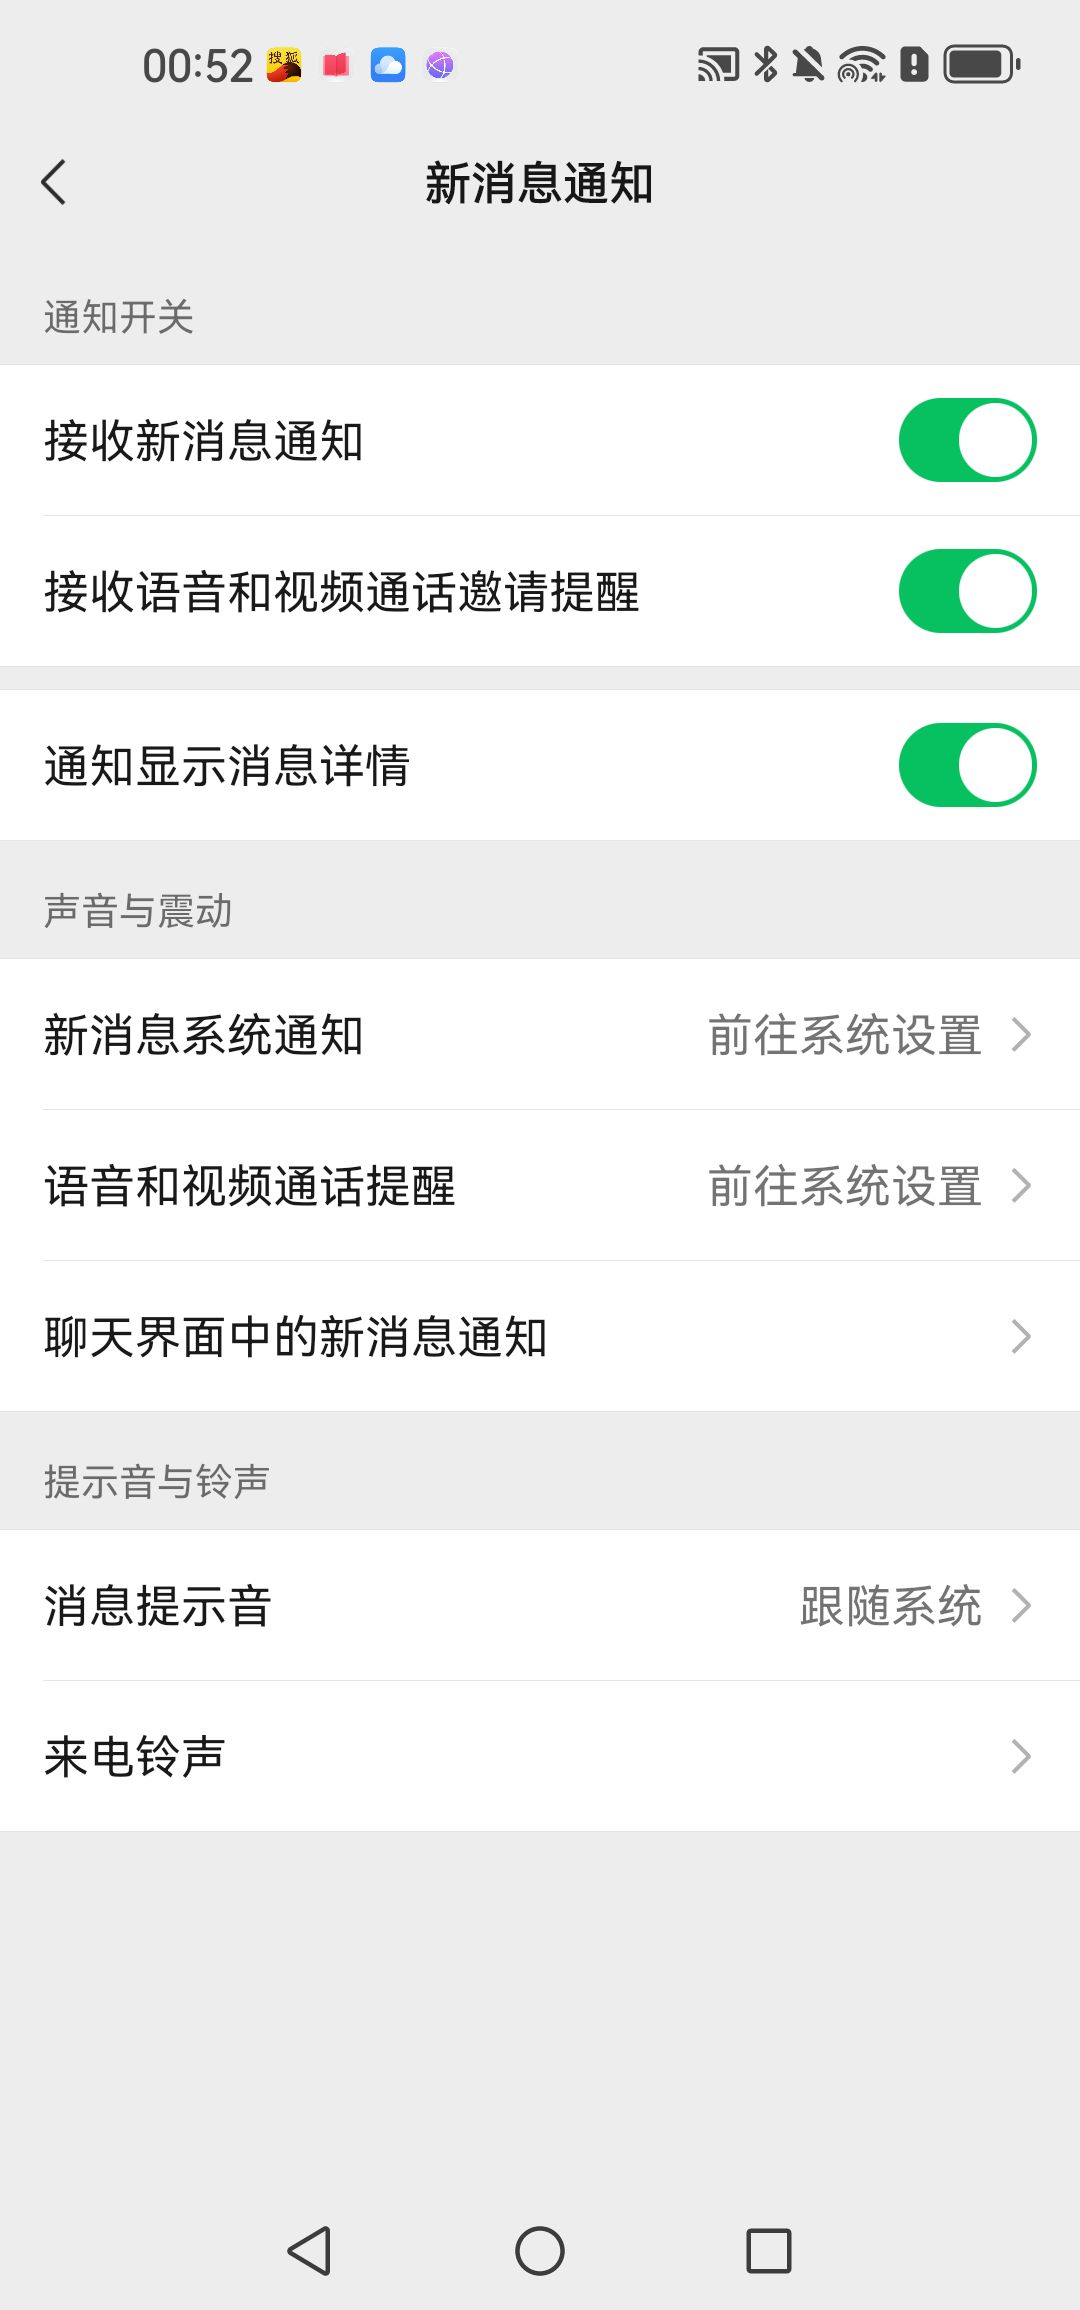 00:52 搜狐
新消息通知
通知开关
接收新消息通知
接收语音和视频通话邀请提醒
通知显示消息详情
声音与震动
新消息系统通知 前往系统设置
语音和视频通话提醒 前往系统设置
聊天界面中的新消息通知
提示音与铃声
消息提示音 跟随系统
来电铃声